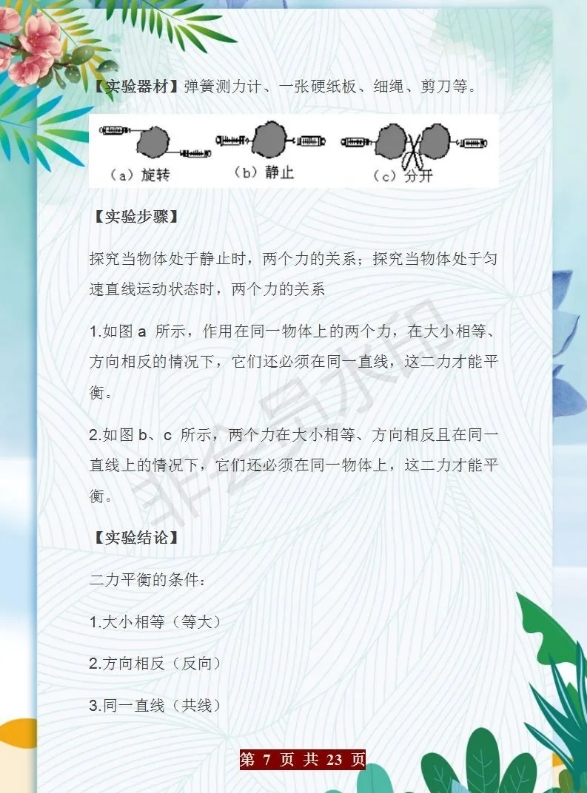 【实验器材】弹簧测力计、一张硬纸板、细绳、剪刀等。
（a）旋转 （b）静止 （c）分开
【实验步骤】
探究当物体处于静止时，两个力的关系；探究当物体处于匀
速直线运动状态时，两个力的关系
1.如图a 所示，作用在同一物体上的两个力，在大小相等、
方向相反的情况下，它们还必须在同一直线，这二力才能平
衡。
2.如图b、c 所示，两个力在大小相等、方向相反且在同一
直线上的情况下，它们还必须在同一物体上，这二力才能平
衡。
【实验结论】
二力平衡的条件：
1.大小相等（等大）
2.方向相反（反向）
3.同一直线（共线）
非会员水印
第 7 页 共 23 页